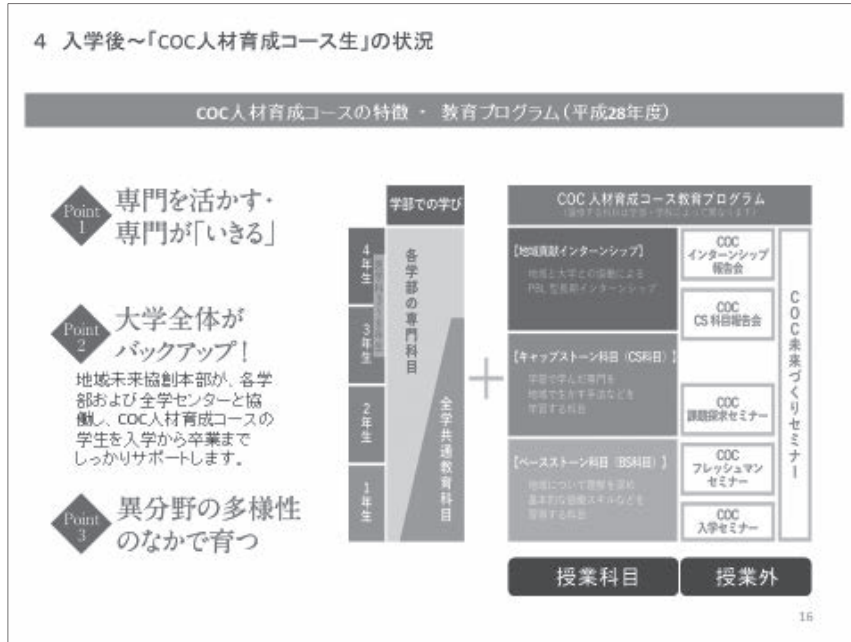 4 入学後～「COC人材育成コース生」の状況
COC人材育成コースの特徴 ・ 教育プログラム(平成28年度)
Point
1
専門を活かす・
専門が「いきる」
Point
2
大学全体が
バックアップ!
地域未来協創本部が、各学
部および全学センターと協
働し、COC人材育成コースの
学生を入学から卒業まで
しっかりサポートします。
Point
3
異分野の多様性
のなかで育つ
学部での学び
4年生
3年生
2年生
1年生
各学部の専門科目
全学共通教育科目
+
COC 人材育成コース教育プログラム
【地域貢献インターンシップ】
地域と大学との協働による
PBL 型長期インターンシップ
【キャップストーン科目(CS科目)】
学部で学んだ専門を
地域で生かす手法などを
学習する科目
【ベースストーン科目(BS科目)】
地域について理解を深め
基本的な協働スキルなどを
習得する科目
COC
インターンシップ
報告会
COC
CS 科目報告会
COC
課題探求セミナー
COC
フレッシュマン
セミナー
COC
入学セミナー
COC未来づくりセミナー
授業科目
授業外
16